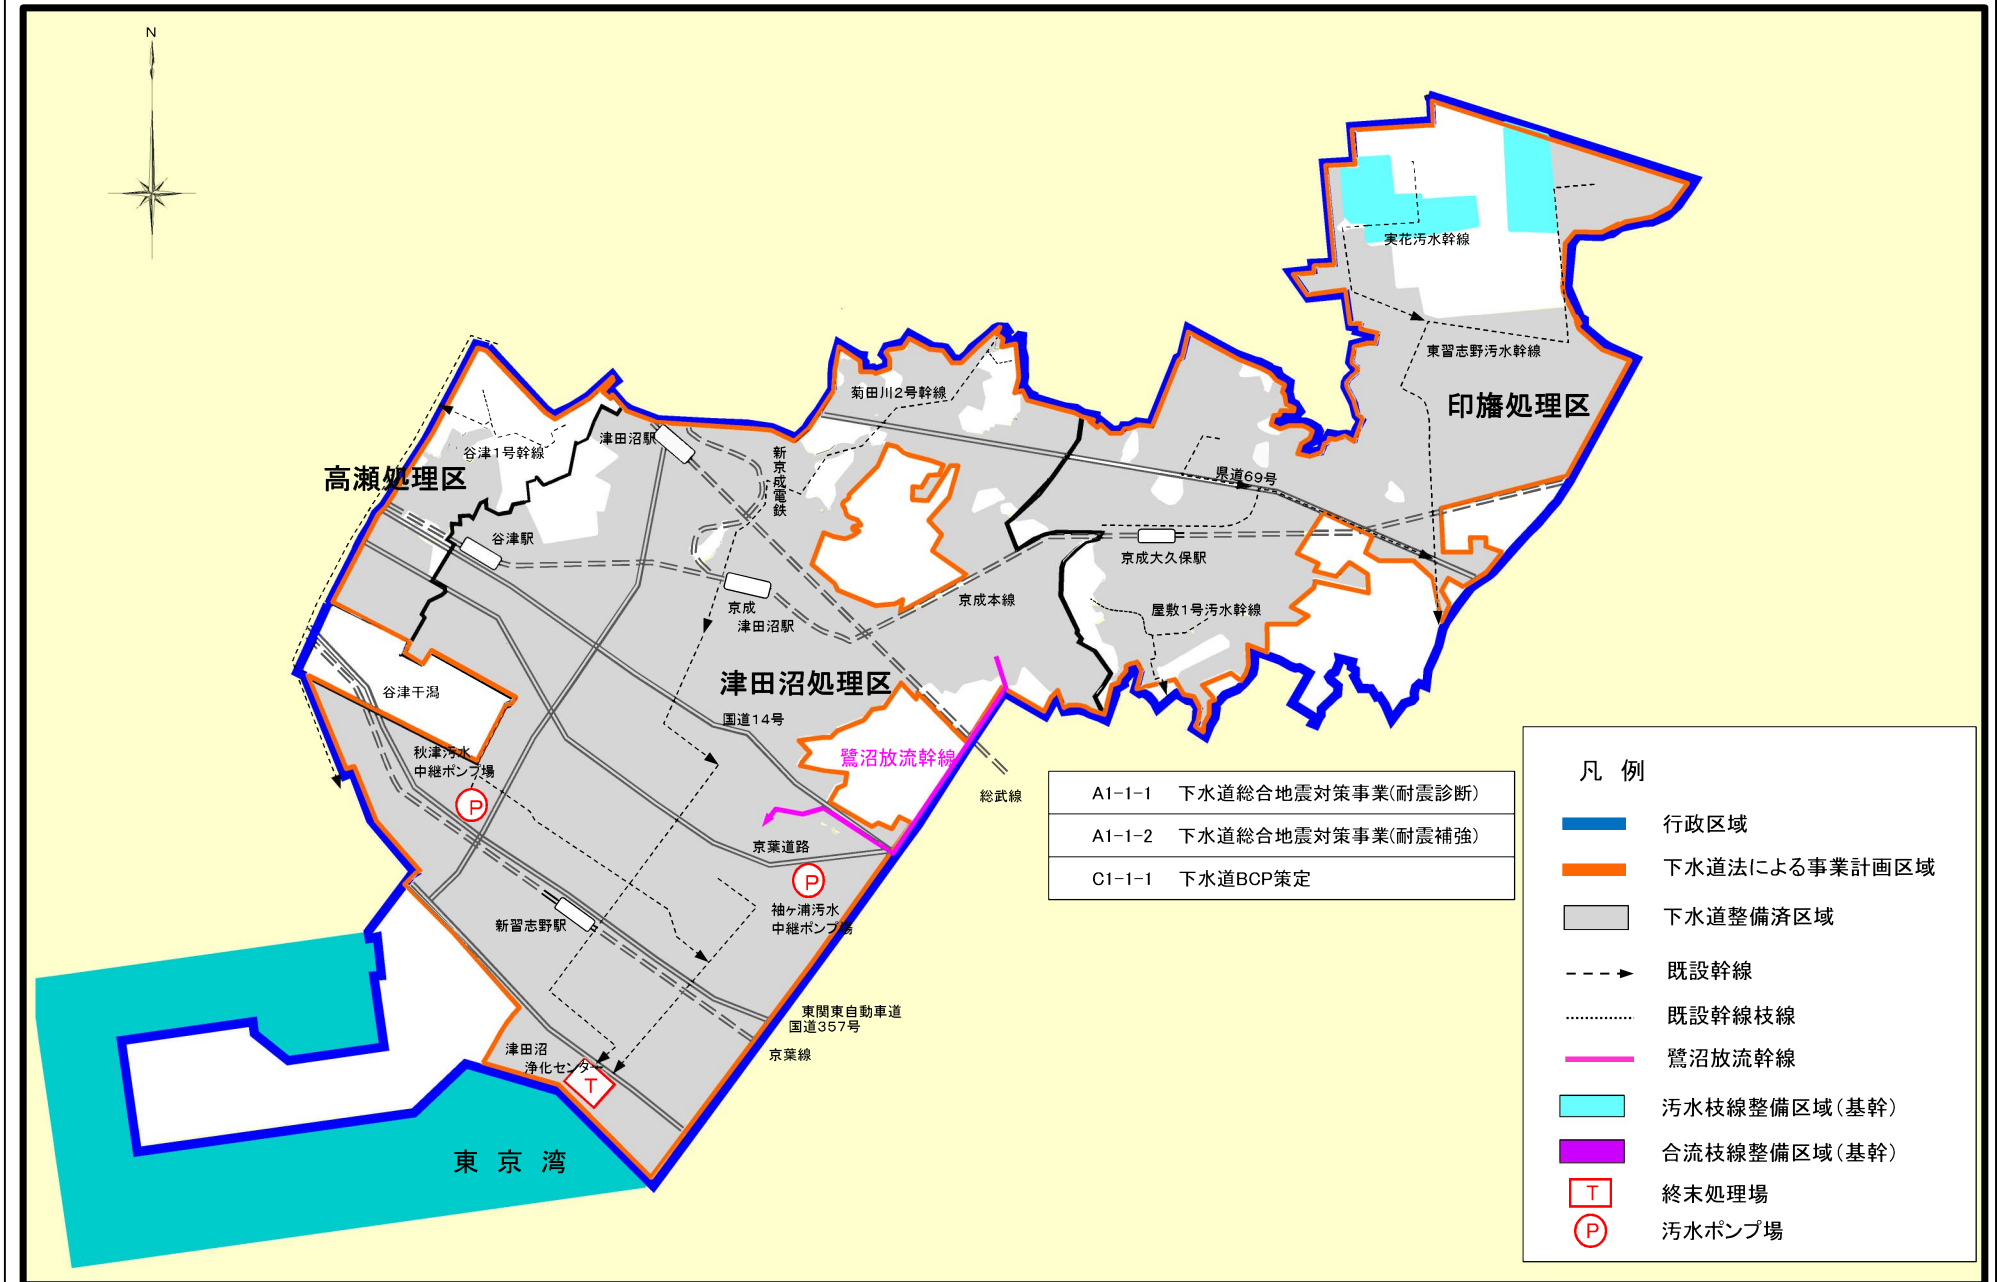 N
実花汚水幹線
東習志野汚水幹線
印旛処理区
菊田川2号幹線
津田沼駅
谷津1号幹線
新京成電鉄
高瀬処理区
県道69号
谷津駅
京成大久保駅
京成
津田沼駅
京成本線
屋敷1号汚水幹線
津田沼処理区
谷津干潟
国道14号
鷺沼放流幹線
秋津汚水
中継ポンプ場
P
総武線
京葉道路
P
袖ヶ浦汚水
中継ポンプ場
新習志野駅
東関東自動車道
国道357号
京葉線
津田沼
浄化センター
T
東京湾
A1-1-1 下水道総合地震対策事業(耐震診断)
A1-1-2 下水道総合地震対策事業(耐震補強)
C1-1-1 下水道BCP策定
凡 例
行政区域
下水道法による事業計画区域
下水道整備済区域
既設幹線
既設幹線枝線
鷺沼放流幹線
汚水枝線整備区域(基幹)
合流枝線整備区域(基幹)
T 終末処理場
P 汚水ポンプ場